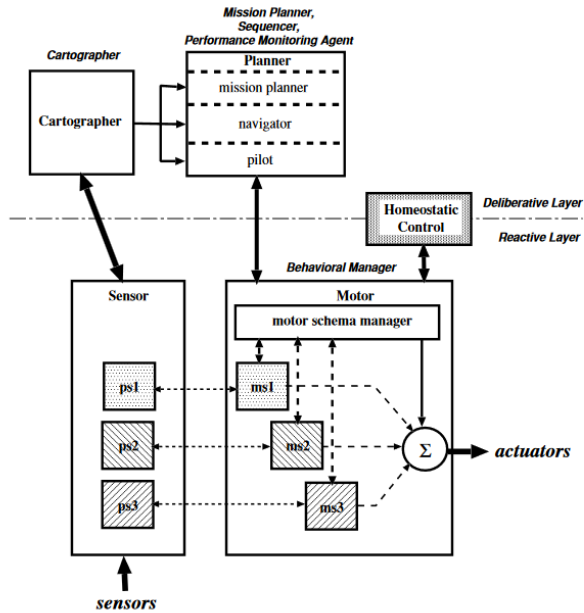 Mission Planner,
Sequencer,
Performance Monitoring Agent
Cartographer
Planner
mission planner
Cartographer
navigator
pilot
Deliberative Layer
Homeostatic
Control
Reactive Layer
Behavioral Manager
Sensor
Motor
motor schema manager
ps1
ms1
ps2
ms2
Σ
actuators
ps3
ms3
sensors